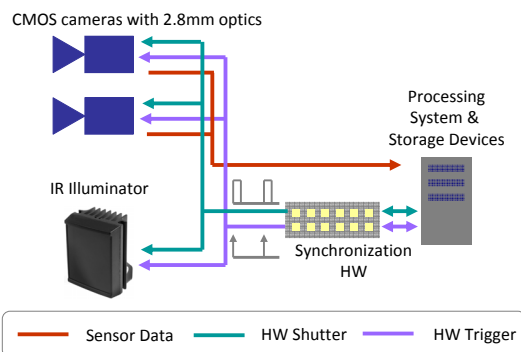 CMOS cameras with 2.8mm optics
Processing
System &
Storage Devices
IR Illuminator
Synchronization
HW
Sensor Data
HW Shutter
HW Trigger